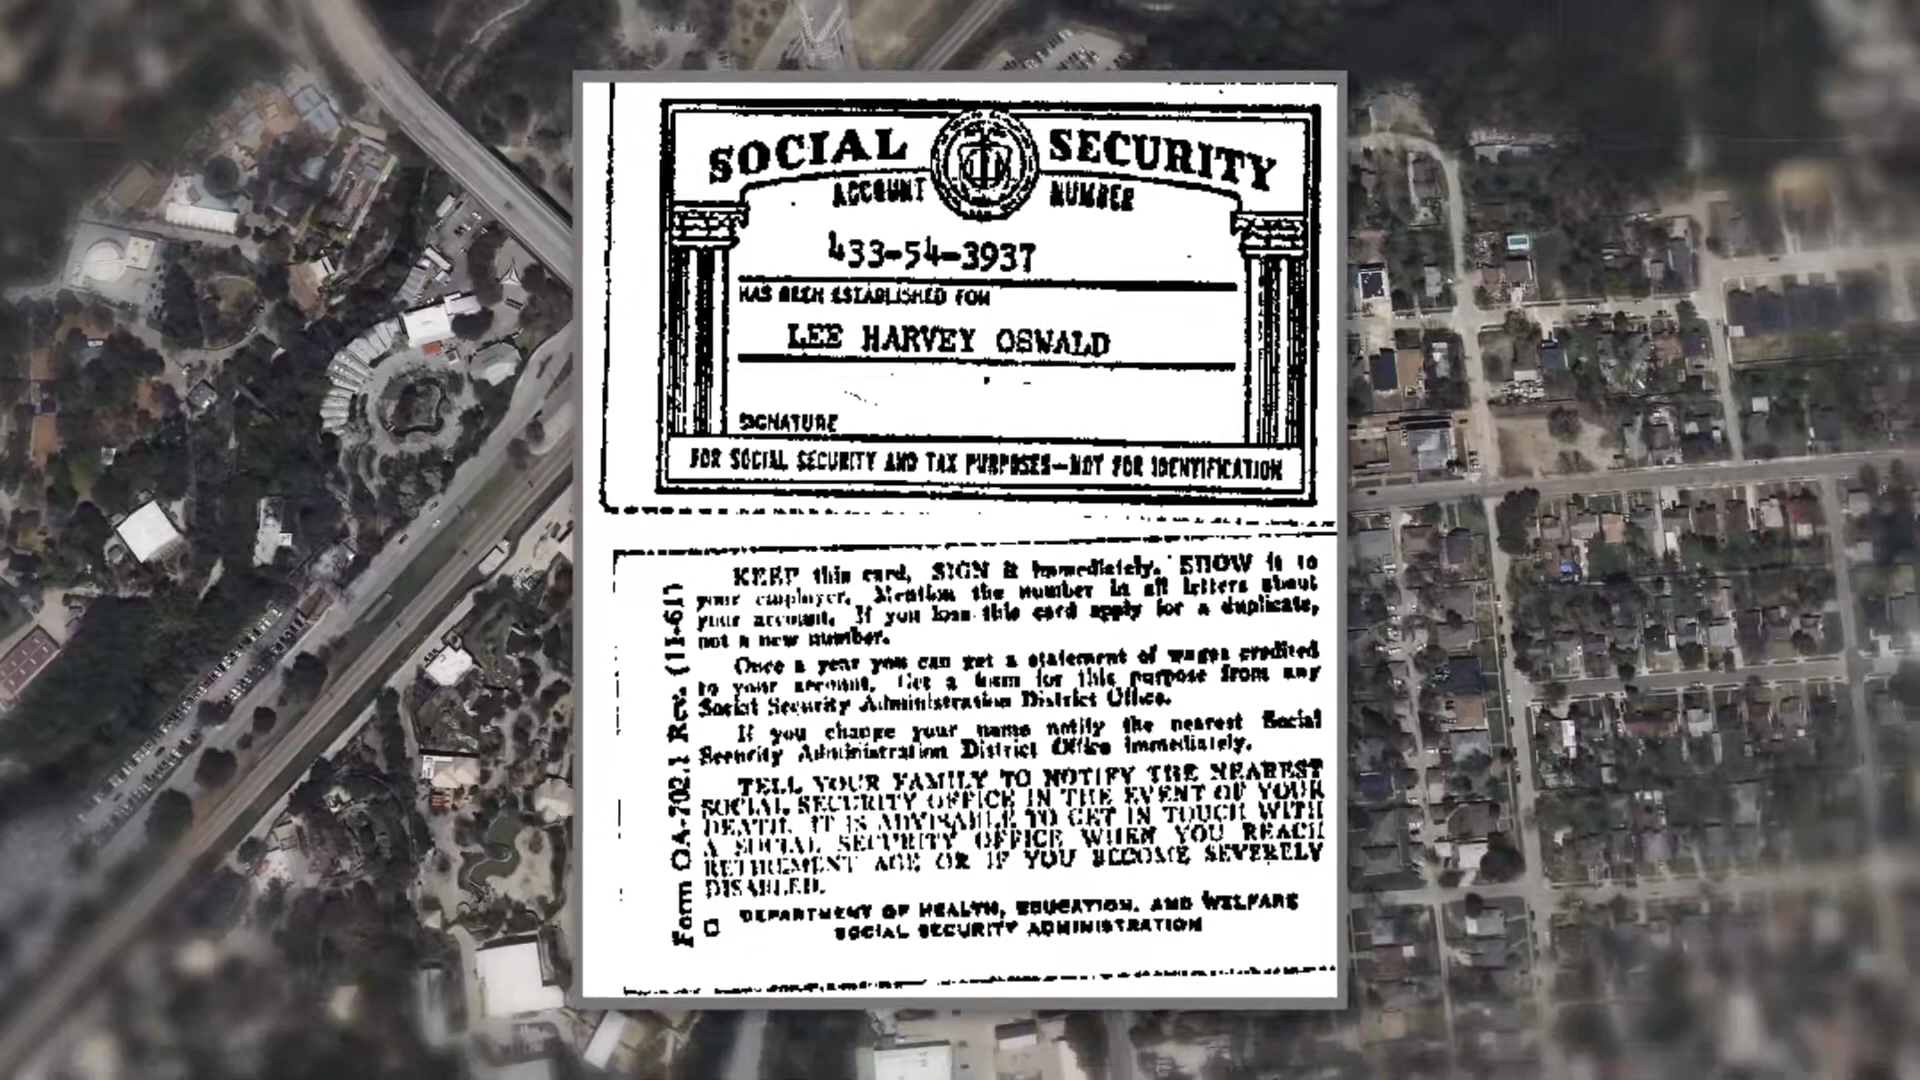 SOCIAL SECURITY
ACCOUNT NUMBER
433-54-3937
HAS BEEN ESTABLISHED FOR
LEE HARVEY OSWALD
SIGNATURE
FOR SOCIAL SECURITY AND TAX PURPOSES—NOT FOR IDENTIFICATION
KEEP this card. SIGN it immediately. SHOW it to
your employer. Mention the number in all letters about
your account. If you lose this card apply for a duplicate,
not a new number.
Once a year you can get a statement of wages credited
to your account. Get a form for this purpose from any
Social Security Administration District Office.
If you change your name notify the nearest Social
Security Administration District Office immediately.
TELL YOUR FAMILY TO NOTIFY THE NEAREST
SOCIAL SECURITY OFFICE IN THE EVENT OF YOUR
DEATH. IT IS ADVISABLE TO GET IN TOUCH WITH
A SOCIAL SECURITY OFFICE WHEN YOU REACH
RETIREMENT AGE OR IF YOU BECOME SEVERELY
DISABLED.
DEPARTMENT OF HEALTH, EDUCATION, AND WELFARE
SOCIAL SECURITY ADMINISTRATION
Form OA-702.1 Rev. (11-61)